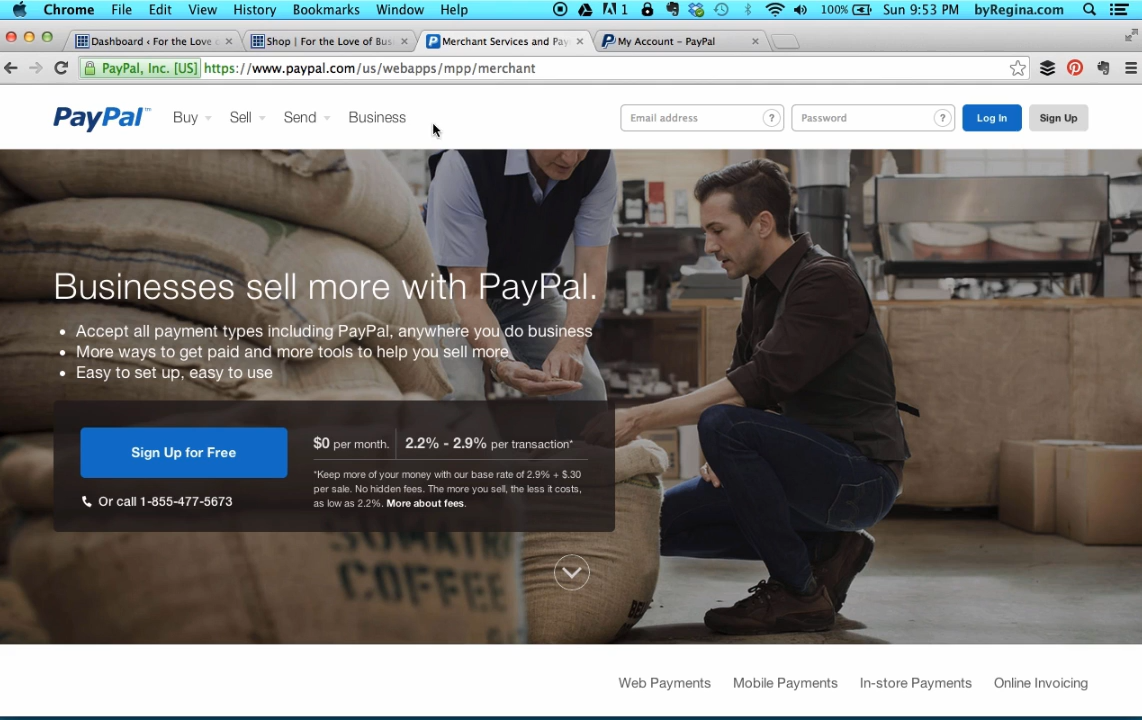 Chrome File Edit View History Bookmarks Window Help 1 100% Sun 9:53 PM byRegina.com
Dashboard ‹ For the Love o Shop | For the Love of Busi Merchant Services and Pay My Account – PayPal
PayPal, Inc. [US] https://www.paypal.com/us/webapps/mpp/merchant
PayPal™ Buy Sell Send Business Email address ? Password ? Log In Sign Up
Businesses sell more with PayPal.
• Accept all payment types including PayPal, anywhere you do business
• More ways to get paid and more tools to help you sell more
• Easy to set up, easy to use
Sign Up for Free
Or call 1-855-477-5673
$0 per month. 2.2% - 2.9% per transaction*
*Keep more of your money with our base rate of 2.9% + $.30
per sale. No hidden fees. The more you sell, the less it costs,
as low as 2.2%. More about fees.
SUMATRA
COFFEE
Web Payments Mobile Payments In-store Payments Online Invoicing